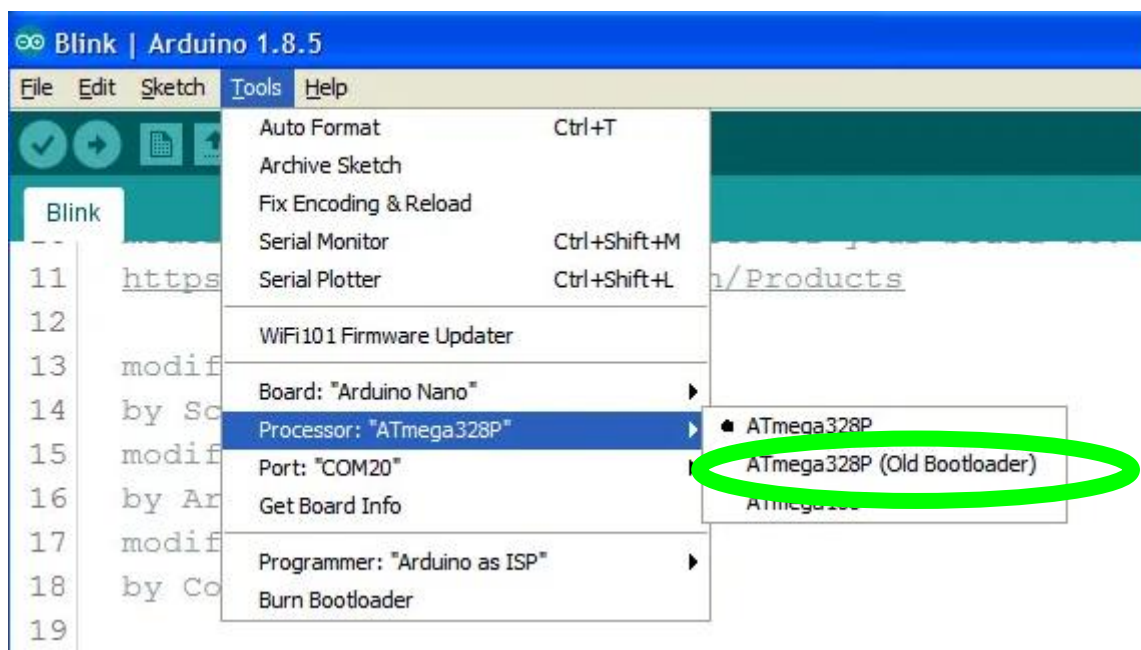 Blink | Arduino 1.8.5
File Edit Sketch Tools Help
Auto Format Ctrl+T
Archive Sketch
Fix Encoding & Reload
Blink
Serial Monitor Ctrl+Shift+M
11 https
Serial Plotter Ctrl+Shift+L
n/Products
12
WiFi101 Firmware Updater
13 modif
Board: "Arduino Nano"
14 by Sc
Processor: "ATmega328P"
ATmega328P
15 modif
Port: "COM20"
ATmega328P (Old Bootloader)
16 by Ar
Get Board Info
17 modif
Programmer: "Arduino as ISP"
18 by Co
Burn Bootloader
19